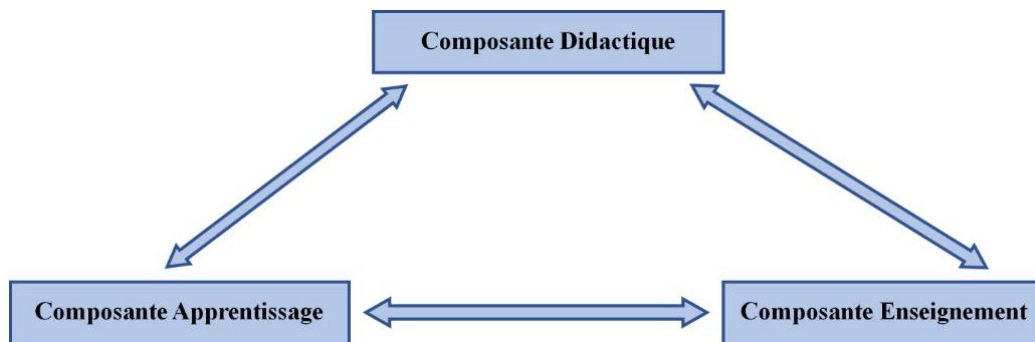 Composante Didactique
Composante Apprentissage
Composante Enseignement